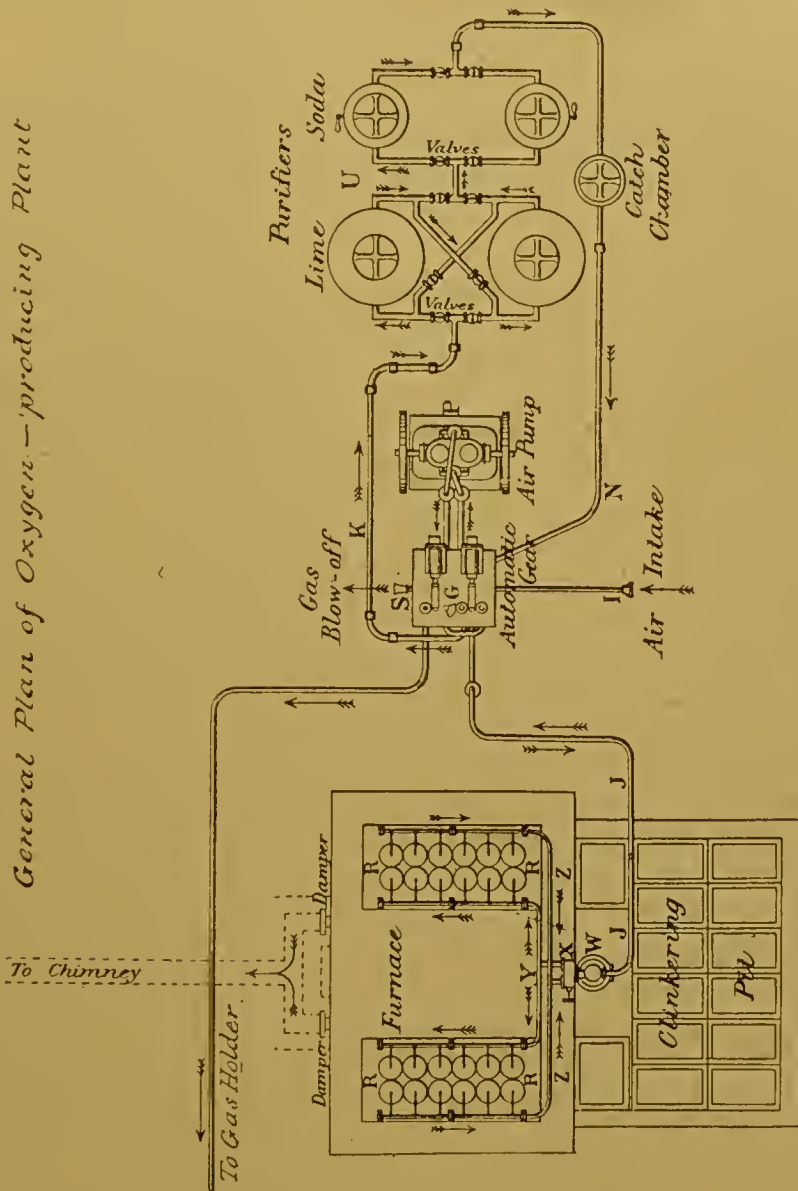 General Plan of Oxygen-producing Plant
Purifiers
Lime
Soda
U
Valves
Valves
Catch
Chamber
K
N
Air Pump
Gas
Blow-off
S
G
Automatic
Gear
I
Air Intake
To Chimney
To Gas Holder.
Damper
Damper
Furnace
R
R
R
R
Y
Z
Z
X
W
J
J
Clinkering
Pit